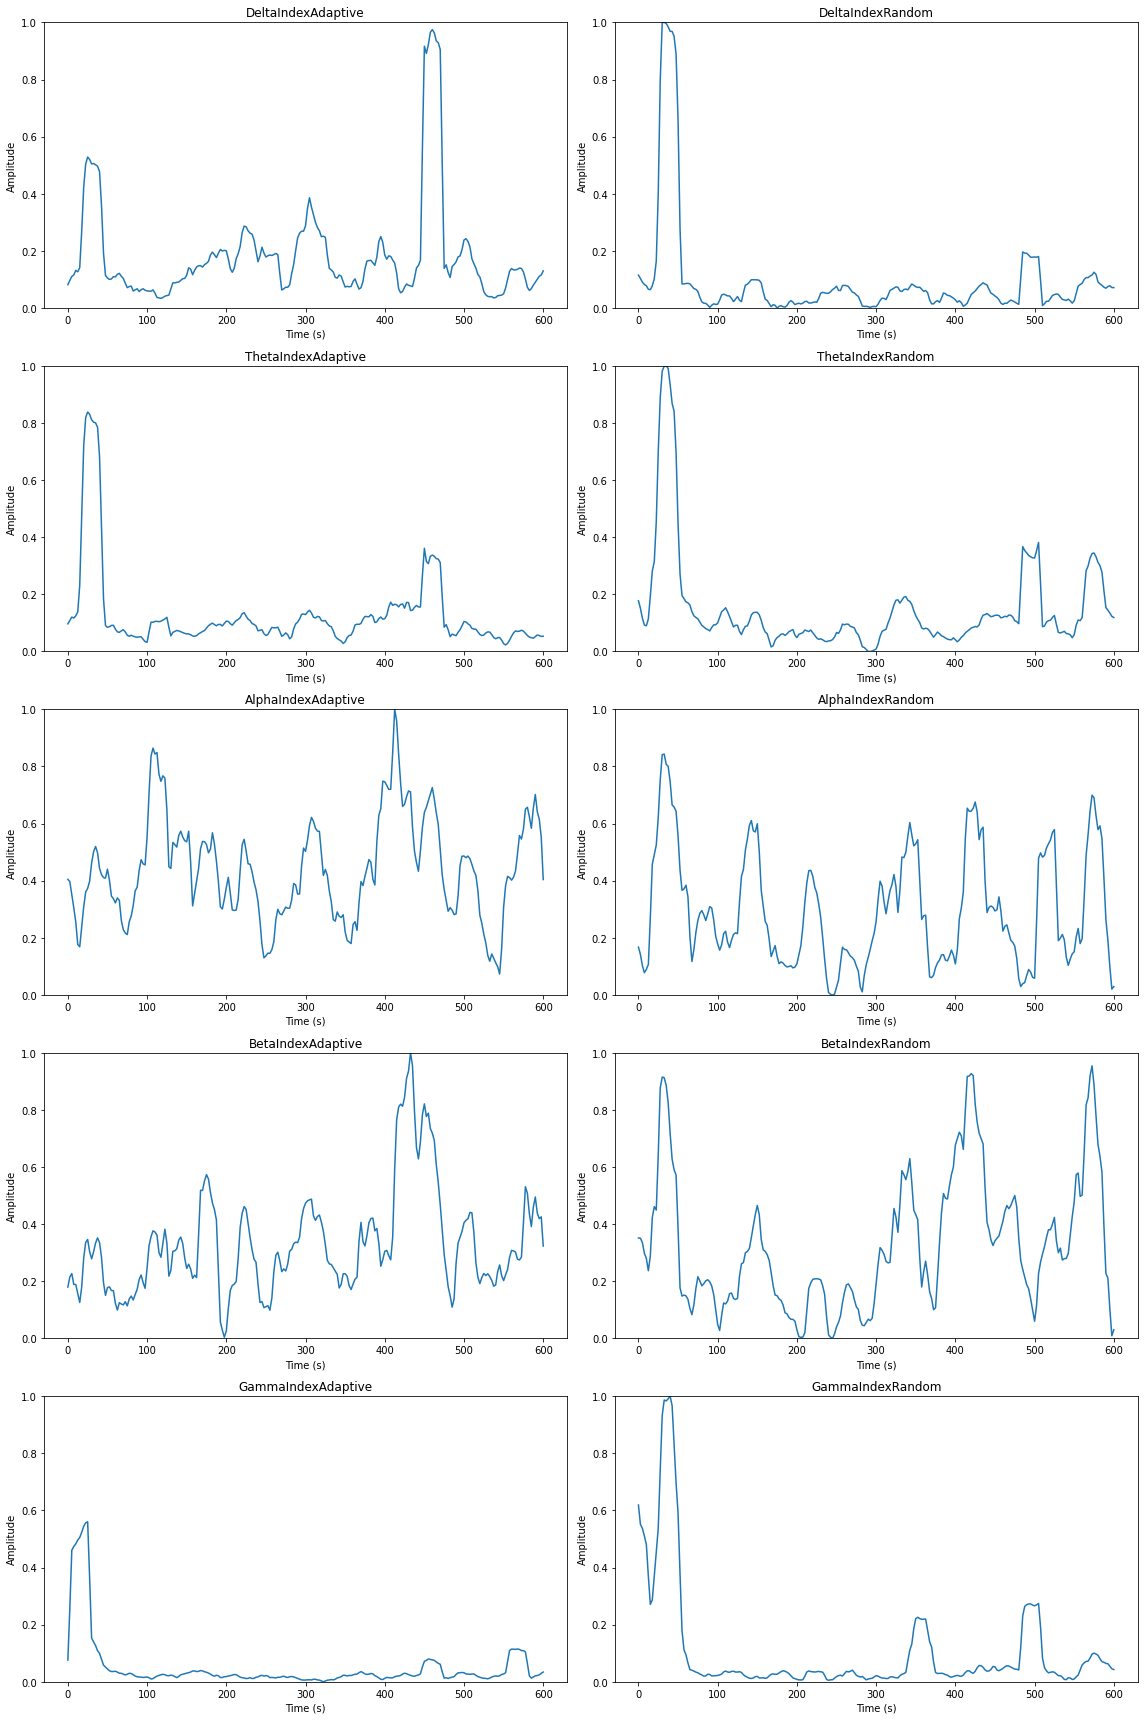 DeltaIndexAdaptive
1.0
0.8
0.6
0.4
0.2
0.0
Amplitude
0 100 200 300 400 500 600
Time (s)
DeltaIndexRandom
1.0
0.8
0.6
0.4
0.2
0.0
Amplitude
0 100 200 300 400 500 600
Time (s)
ThetaIndexAdaptive
1.0
0.8
0.6
0.4
0.2
0.0
Amplitude
0 100 200 300 400 500 600
Time (s)
ThetaIndexRandom
1.0
0.8
0.6
0.4
0.2
0.0
Amplitude
0 100 200 300 400 500 600
Time (s)
AlphaIndexAdaptive
1.0
0.8
0.6
0.4
0.2
0.0
Amplitude
0 100 200 300 400 500 600
Time (s)
AlphaIndexRandom
1.0
0.8
0.6
0.4
0.2
0.0
Amplitude
0 100 200 300 400 500 600
Time (s)
BetaIndexAdaptive
1.0
0.8
0.6
0.4
0.2
0.0
Amplitude
0 100 200 300 400 500 600
Time (s)
BetaIndexRandom
1.0
0.8
0.6
0.4
0.2
0.0
Amplitude
0 100 200 300 400 500 600
Time (s)
GammaIndexAdaptive
1.0
0.8
0.6
0.4
0.2
0.0
Amplitude
0 100 200 300 400 500 600
Time (s)
GammaIndexRandom
1.0
0.8
0.6
0.4
0.2
0.0
Amplitude
0 100 200 300 400 500 600
Time (s)